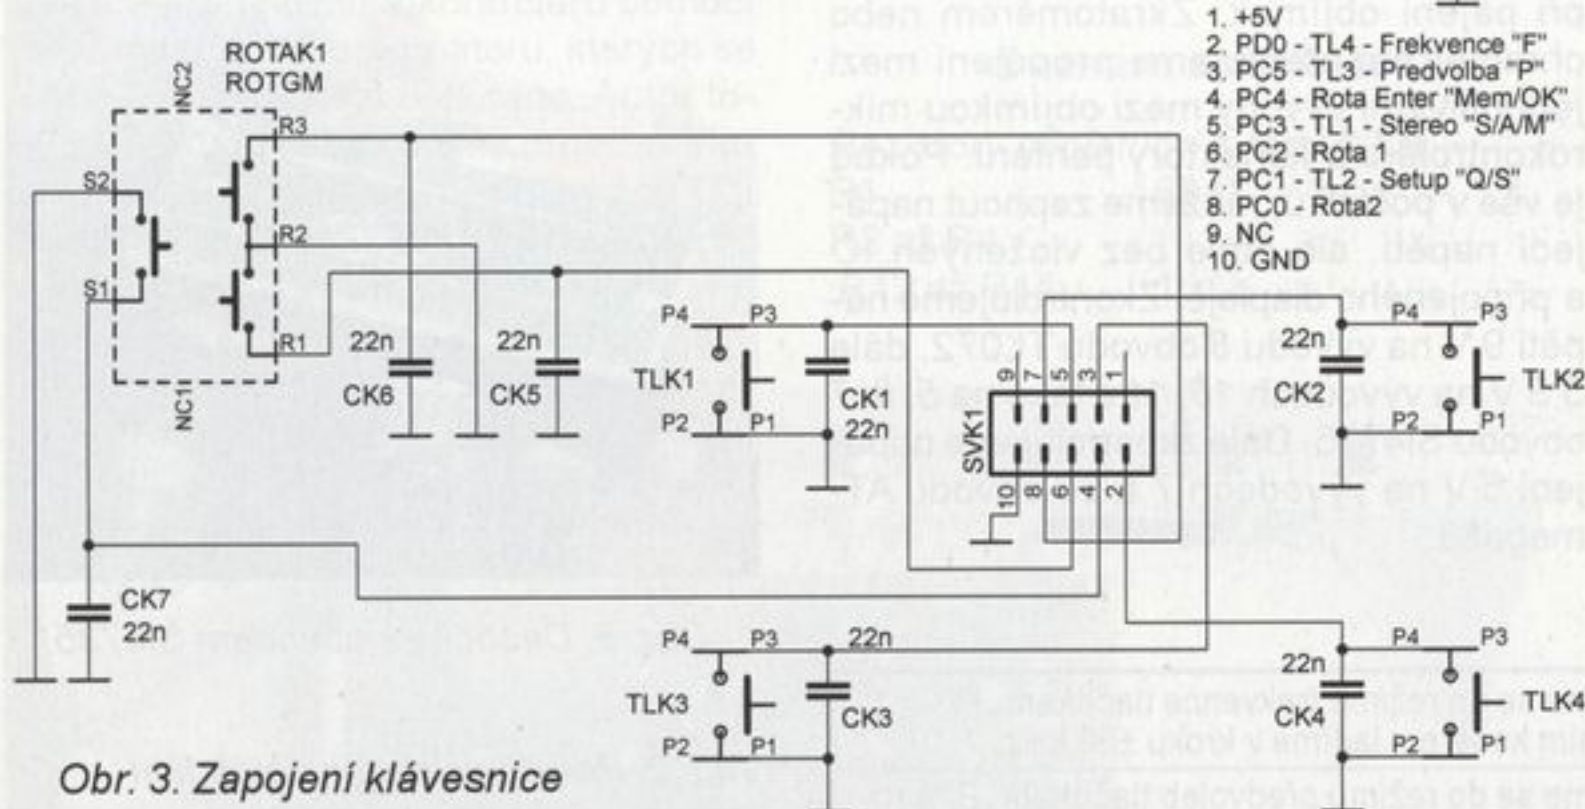 1. +5V
2. PD0 - TL4 - Frekvence "F"
3. PC5 - TL3 - Predvolba "P"
4. PC4 - Rota Enter "Mem/OK"
5. PC3 - TL1 - Stereo "S/A/M"
6. PC2 - Rota 1
7. PC1 - TL2 - Setup "Q/S"
8. PC0 - Rota2
9. NC
10. GND
ROTAK1
ROTGM
NC2
R3
S2
R2
S1
R1
NC1
22n
CK6
22n
CK5
P4 P3
TLK1
P2 P1
CK1
22n
SVK1
9 7 5 3 1
10 8 6 4 2
P4 P3
22n
CK2
TLK2
P2 P1
CK7
22n
P4 P3
22n
TLK3
CK3
P2 P1
P4 P3
22n
CK4
TLK4
P2 P1
Obr. 3. Zapojení klávesnice